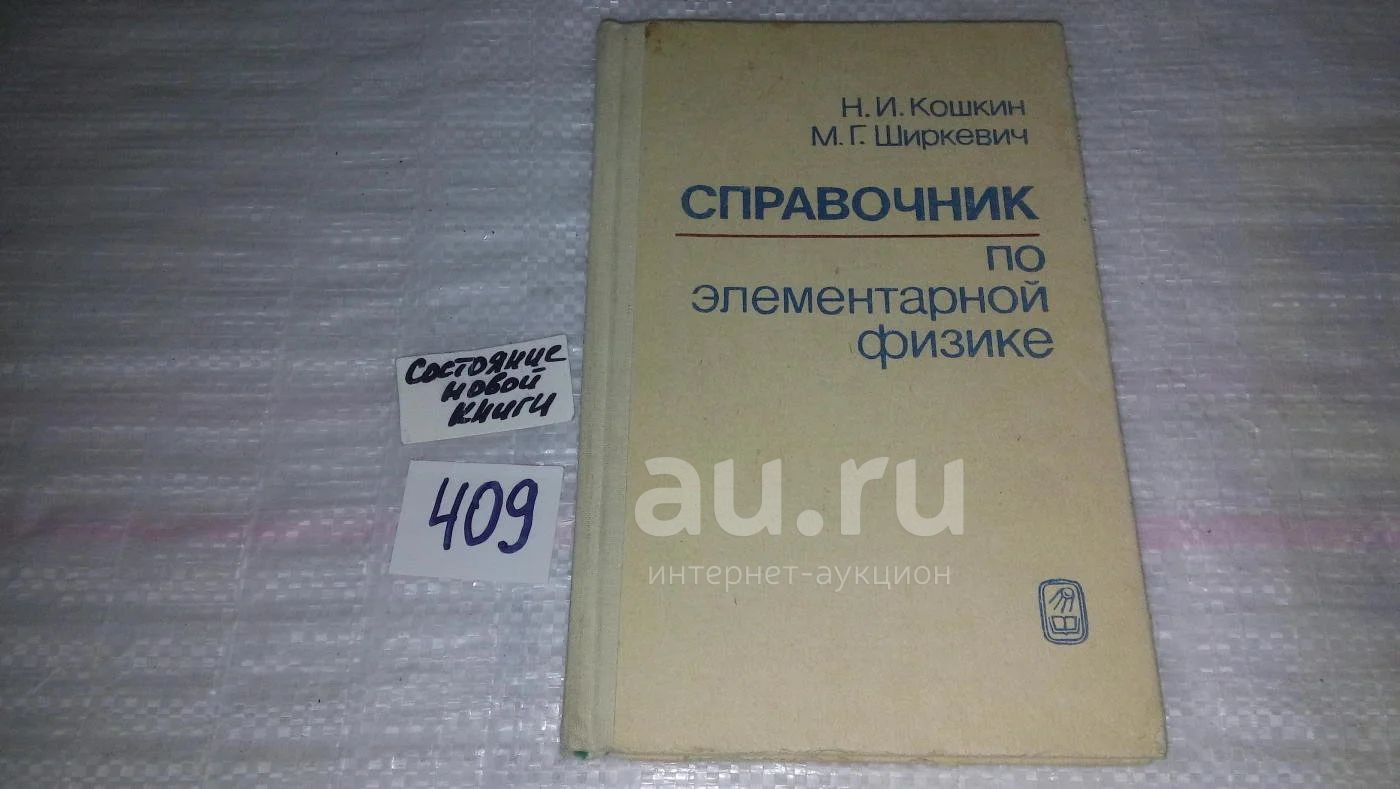 Н. И. Кошкин
М. Г. Ширкевич
СПРАВОЧНИК
по
элементарной
физике
Состояние
новой
книги
409
au.ru
интернет-аукцион